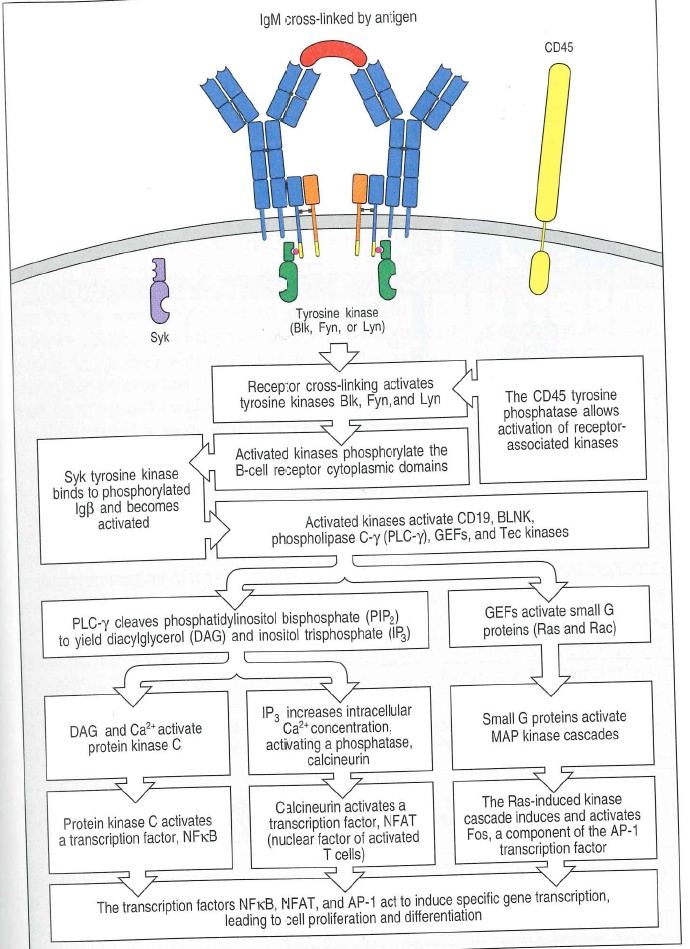 IgM cross-linked by antigen
CD45
Syk
Tyrosine kinase
(Blk, Fyn, or Lyn)
Receptor cross-linking activates
tyrosine kinases Blk, Fyn, and Lyn
The CD45 tyrosine
phosphatase allows
activation of receptor-
associated kinases
Activated kinases phosphorylate the
B-cell receptor cytoplasmic domains
Syk tyrosine kinase
binds to phosphorylated
Igβ and becomes
activated
Activated kinases activate CD19, BLNK,
phospholipase C-γ (PLC-γ), GEFs, and Tec kinases
PLC-γ cleaves phosphatidylinositol bisphosphate (PIP₂)
to yield diacylglycerol (DAG) and inositol trisphosphate (IP₃)
GEFs activate small G
proteins (Ras and Rac)
DAG and Ca²⁺ activate
protein kinase C
IP₃ increases intracellular
Ca²⁺ concentration,
activating a phosphatase,
calcineurin
Small G proteins activate
MAP kinase cascades
Protein kinase C activates
a transcription factor, NFκB
Calcineurin activates a
transcription factor, NFAT
(nuclear factor of activated
T cells)
The Ras-induced kinase
cascade induces and activates
Fos, a component of the AP-1
transcription factor
The transcription factors NFκB, NFAT, and AP-1 act to induce specific gene transcription,
leading to cell proliferation and differentiation